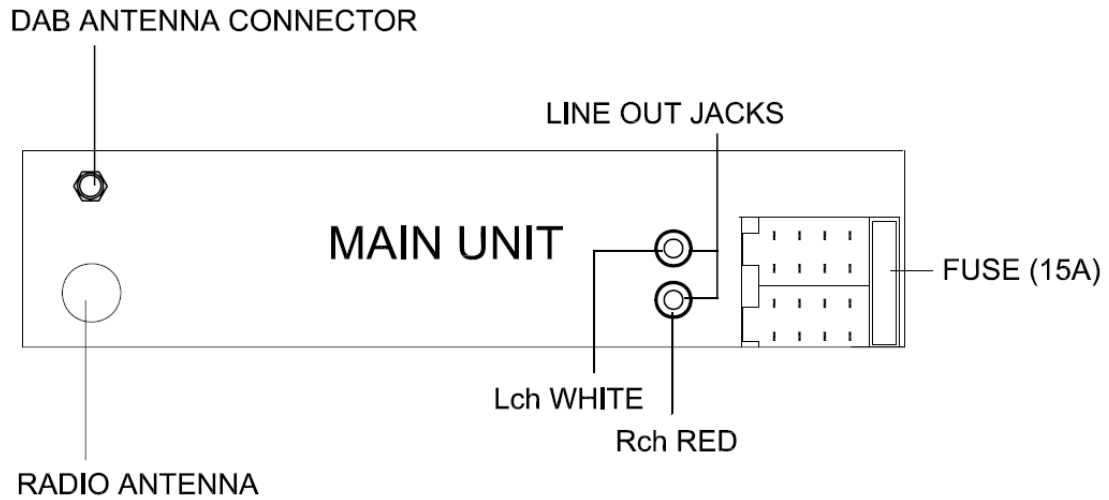 DAB ANTENNA CONNECTOR
LINE OUT JACKS
MAIN UNIT
FUSE (15A)
Lch WHITE
Rch RED
RADIO ANTENNA